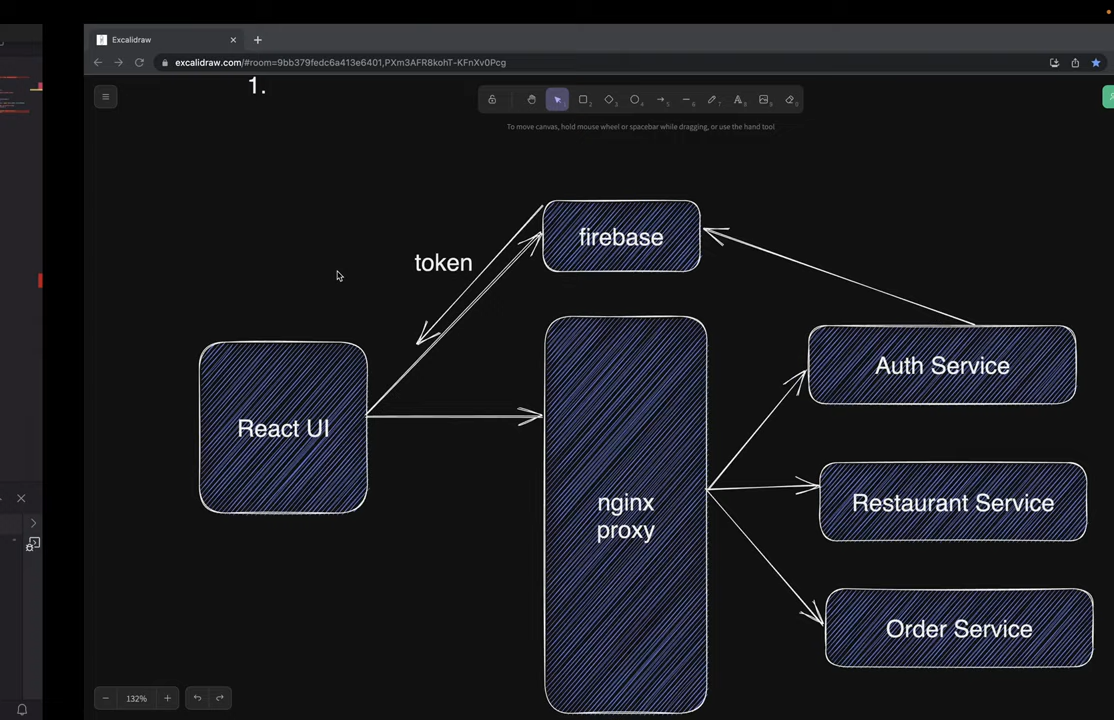 Excalidraw
excalidraw.com/#room=9bb379fedc6a413e6401,PXm3AFR8kohT-KFnXv0Pcg
1.
To move canvas, hold mouse wheel or spacebar while dragging, or use the hand tool
firebase
token
Auth Service
React UI
nginx
proxy
Restaurant Service
Order Service
132%